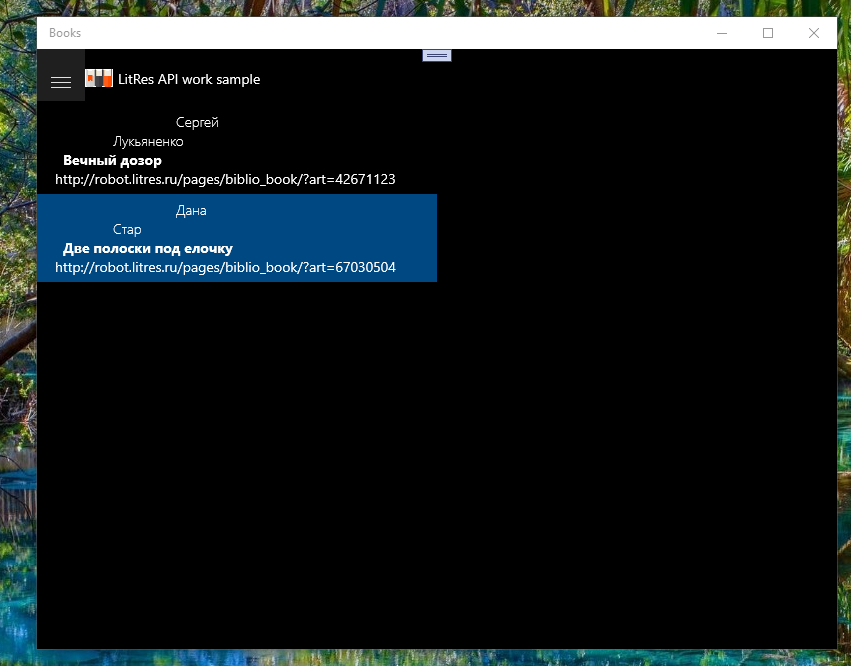 Books
LitRes API work sample
Сергей
Лукьяненко
Вечный дозор
http://robot.litres.ru/pages/biblio_book/?art=42671123
Дана
Стар
Две полоски под елочку
http://robot.litres.ru/pages/biblio_book/?art=67030504